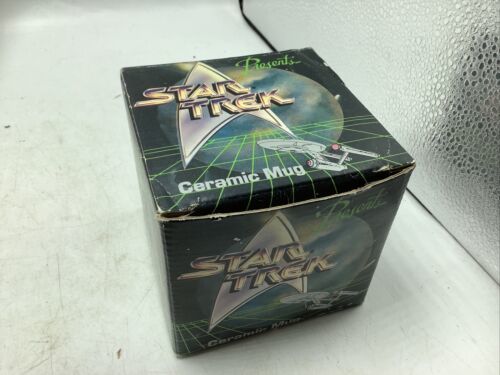 Presents
STAR
TREK
Ceramic Mug
Presents
STAR
TREK
Ceramic Mug